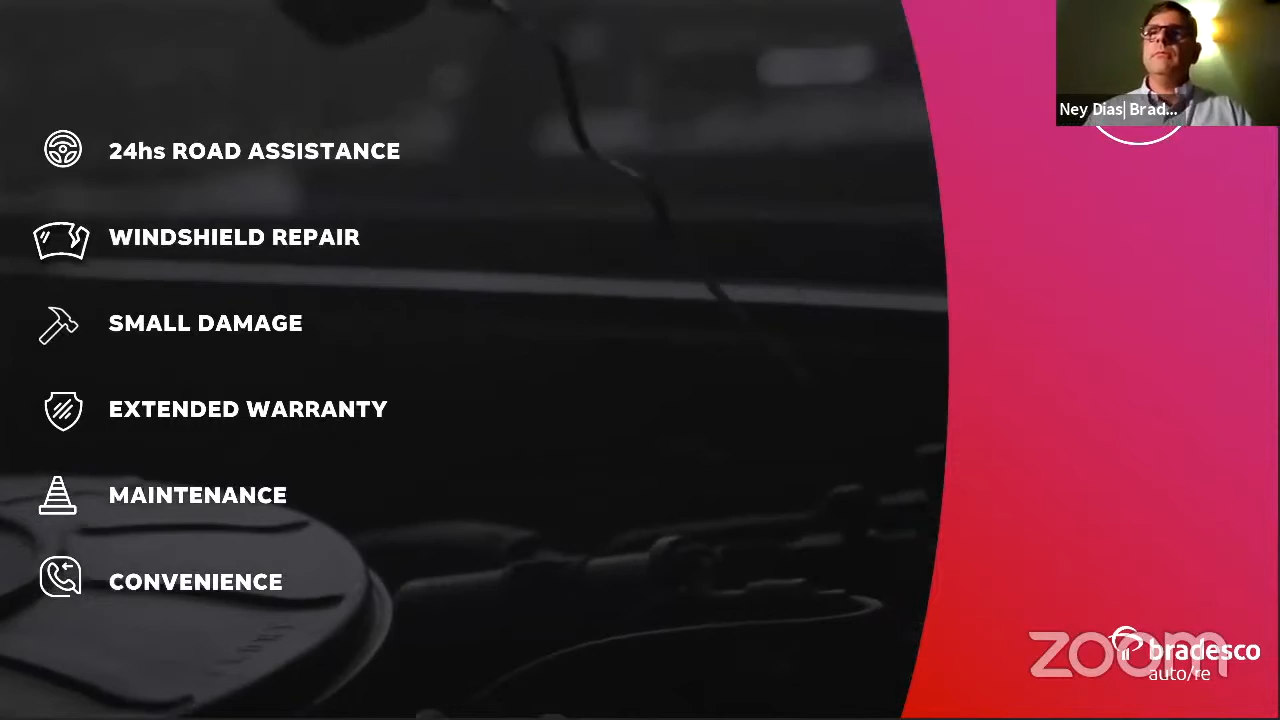 Ney Dias| Brad...
24hs ROAD ASSISTANCE
WINDSHIELD REPAIR
SMALL DAMAGE
EXTENDED WARRANTY
MAINTENANCE
CONVENIENCE
zoom
bradesco
auto/re